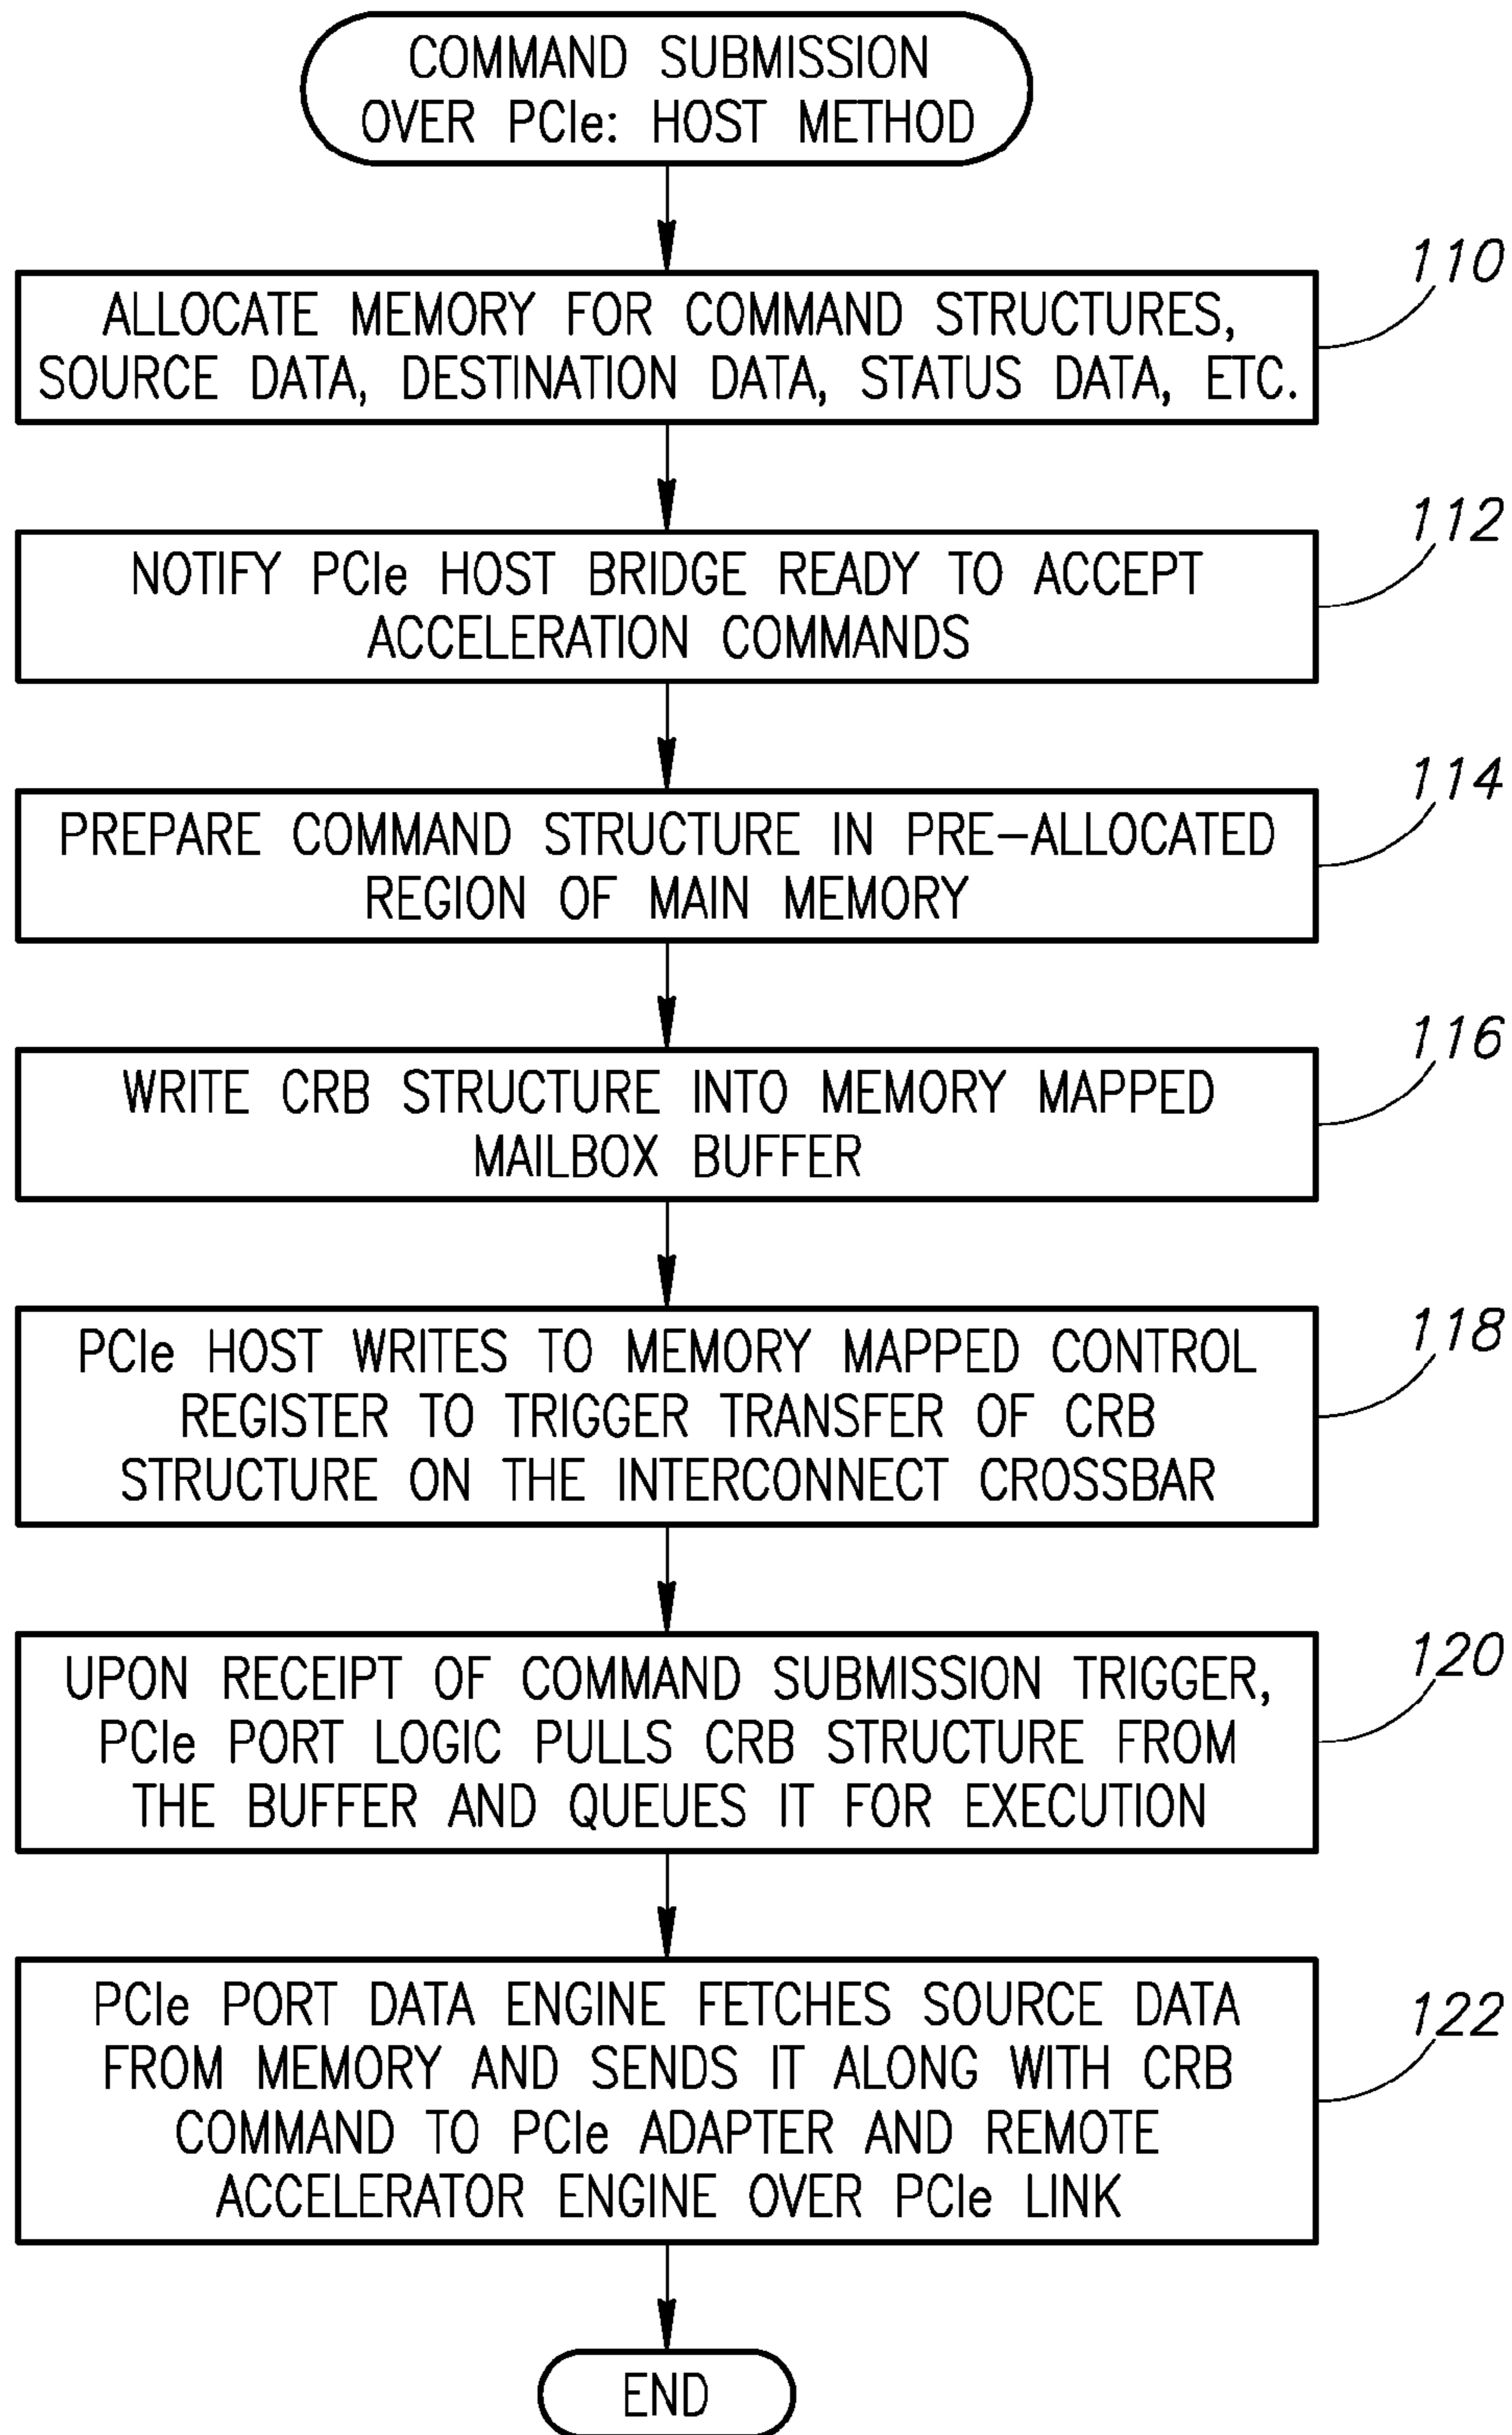 COMMAND SUBMISSION
OVER PCIe: HOST METHOD
110
ALLOCATE MEMORY FOR COMMAND STRUCTURES,
SOURCE DATA, DESTINATION DATA, STATUS DATA, ETC.
112
NOTIFY PCIe HOST BRIDGE READY TO ACCEPT
ACCELERATION COMMANDS
114
PREPARE COMMAND STRUCTURE IN PRE-ALLOCATED
REGION OF MAIN MEMORY
116
WRITE CRB STRUCTURE INTO MEMORY MAPPED
MAILBOX BUFFER
118
PCIe HOST WRITES TO MEMORY MAPPED CONTROL
REGISTER TO TRIGGER TRANSFER OF CRB
STRUCTURE ON THE INTERCONNECT CROSSBAR
120
UPON RECEIPT OF COMMAND SUBMISSION TRIGGER,
PCIe PORT LOGIC PULLS CRB STRUCTURE FROM
THE BUFFER AND QUEUES IT FOR EXECUTION
122
PCIe PORT DATA ENGINE FETCHES SOURCE DATA
FROM MEMORY AND SENDS IT ALONG WITH CRB
COMMAND TO PCIe ADAPTER AND REMOTE
ACCELERATOR ENGINE OVER PCIe LINK
END